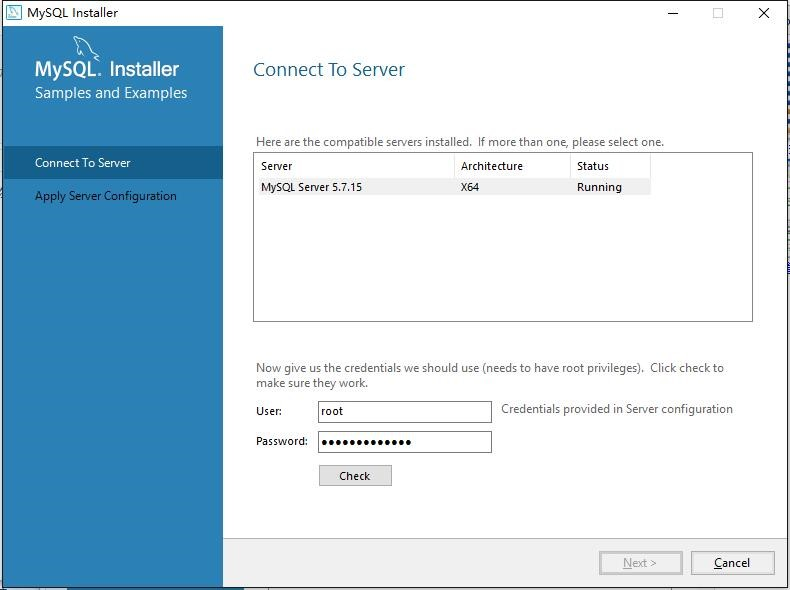 MySQL Installer
MySQL. Installer
Samples and Examples
Connect To Server
Apply Server Configuration
Connect To Server
Here are the compatible servers installed.  If more than one, please select one.
Server Architecture Status
MySQL Server 5.7.15 X64 Running
Now give us the credentials we should use (needs to have root privileges).  Click check to
make sure they work.
User: root Credentials provided in Server configuration
Password: ●●●●●●●●●●●●●
Check
Next > Cancel